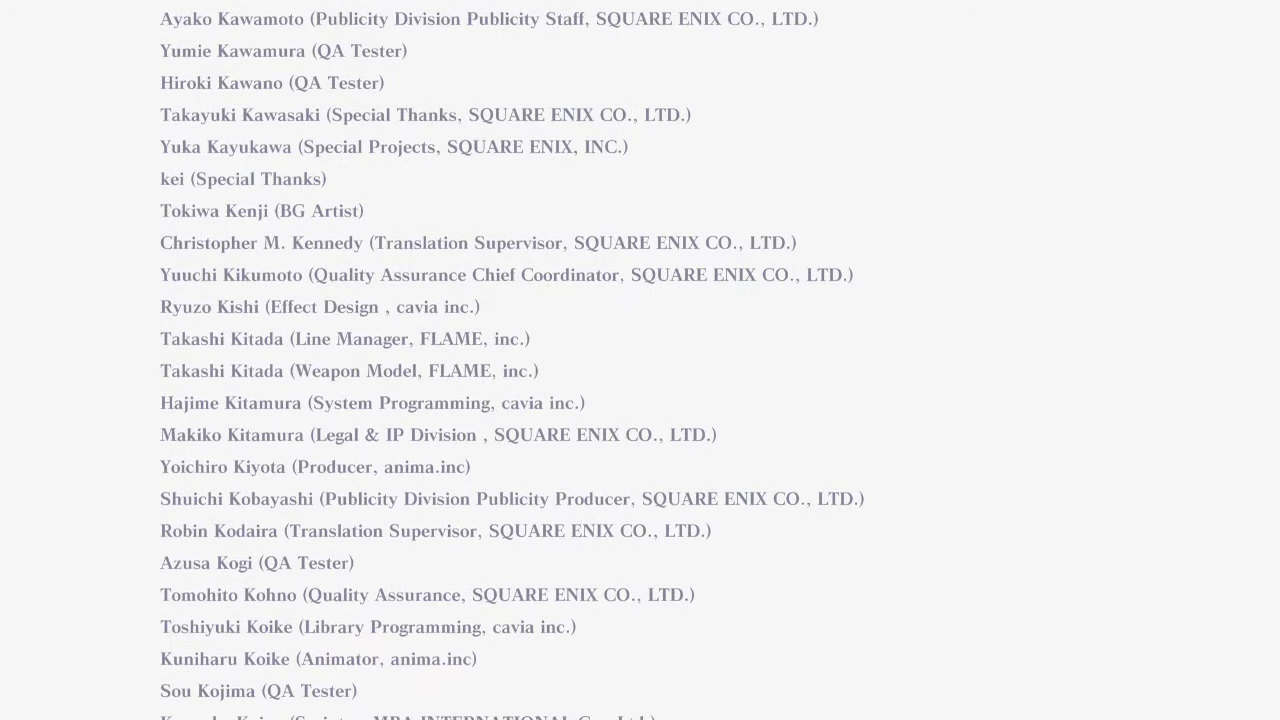 Ayako Kawamoto (Publicity Division Publicity Staff, SQUARE ENIX CO., LTD.)
Yumie Kawamura (QA Tester)
Hiroki Kawano (QA Tester)
Takayuki Kawasaki (Special Thanks, SQUARE ENIX CO., LTD.)
Yuka Kayukawa (Special Projects, SQUARE ENIX, INC.)
kei (Special Thanks)
Tokiwa Kenji (BG Artist)
Christopher M. Kennedy (Translation Supervisor, SQUARE ENIX CO., LTD.)
Yuuchi Kikumoto (Quality Assurance Chief Coordinator, SQUARE ENIX CO., LTD.)
Ryuzo Kishi (Effect Design , cavia inc.)
Takashi Kitada (Line Manager, FLAME, inc.)
Takashi Kitada (Weapon Model, FLAME, inc.)
Hajime Kitamura (System Programming, cavia inc.)
Makiko Kitamura (Legal & IP Division , SQUARE ENIX CO., LTD.)
Yoichiro Kiyota (Producer, anima.inc)
Shuichi Kobayashi (Publicity Division Publicity Producer, SQUARE ENIX CO., LTD.)
Robin Kodaira (Translation Supervisor, SQUARE ENIX CO., LTD.)
Azusa Kogi (QA Tester)
Tomohito Kohno (Quality Assurance, SQUARE ENIX CO., LTD.)
Toshiyuki Koike (Library Programming, cavia inc.)
Kuniharu Koike (Animator, anima.inc)
Sou Kojima (QA Tester)
INTERNATIONAL Co., Ltd.)